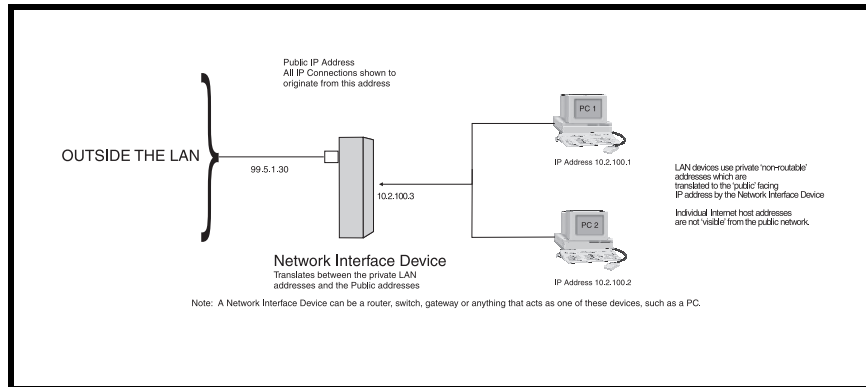 Public IP Address
All IP Connections shown to
originate from this address
OUTSIDE THE LAN
99.5.1.30
10.2.100.3
PC 1
IP Address 10.2.100.1
PC 2
IP Address 10.2.100.2
LAN devices use private 'non-routable'
addresses which are
translated to the 'public' facing
IP address by the Network Interface Device
Individual Internet host addresses
are not 'visible' from the public network.
Network Interface Device
Translates between the private LAN
addresses and the Public addresses
Note: A Network Interface Device can be a router, switch, gateway or anything that acts as one of these devices, such as a PC.